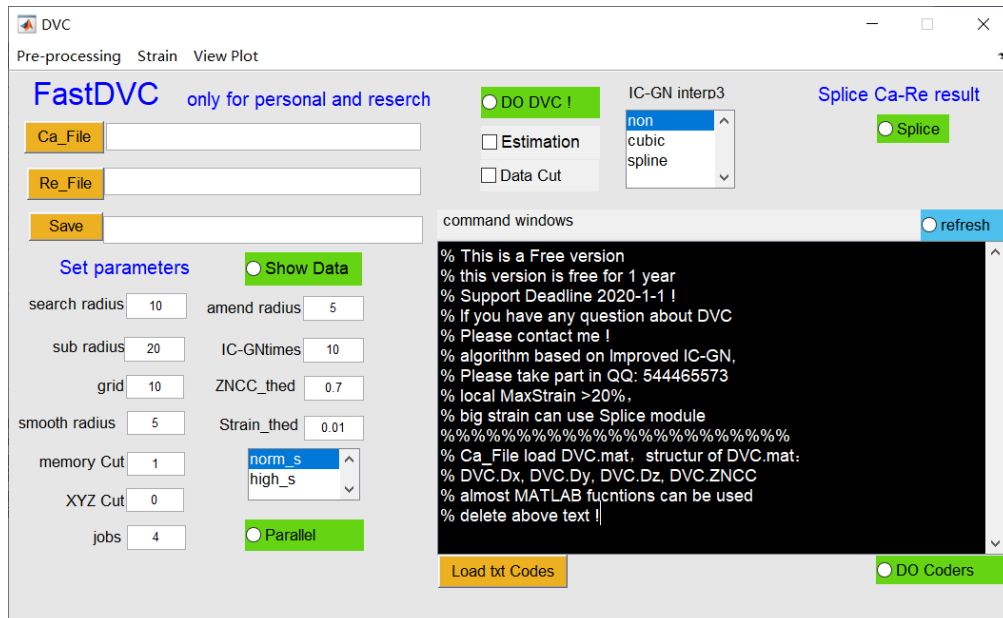 DVC
Pre-processing Strain View Plot
FastDVC only for personal and reserch
DO DVC !
IC-GN interp3
Splice Ca-Re result
Ca_File
Estimation
non
cubic
spline
Splice
Re_File
Data Cut
Save
command windows
refresh
Set parameters
Show Data
search radius 10
amend radius 5
sub radius 20
IC-GNtimes 10
grid 10
ZNCC_thed 0.7
smooth radius 5
Strain_thed 0.01
memory Cut 1
norm_s
high_s
XYZ Cut 0
jobs 4
Parallel
% This is a Free version
% this version is free for 1 year
% Support Deadline 2020-1-1 !
% If you have any question about DVC
% Please contact me !
% algorithm based on Improved IC-GN,
% Please take part in QQ: 544465573
% local MaxStrain >20%，
% big strain can use Splice module
%%%%%%%%%%%%%%%%%%%%%%%
% Ca_File load DVC.mat，structur of DVC.mat：
% DVC.Dx, DVC.Dy, DVC.Dz, DVC.ZNCC
% almost MATLAB fucntions can be used
% delete above text !
Load txt Codes
DO Coders